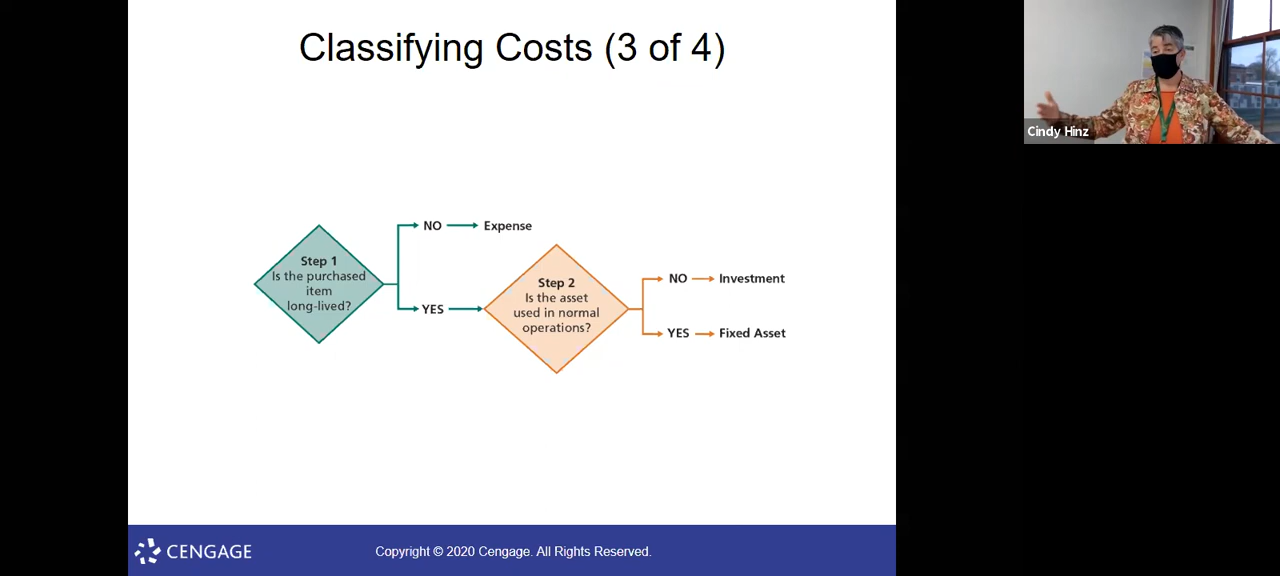 Classifying Costs (3 of 4)
Cindy Hinz
NO
Expense
Step 1
Is the purchased
item
long-lived?
YES
Step 2
Is the asset
used in normal
operations?
NO
Investment
YES
Fixed Asset
CENGAGE
Copyright © 2020 Cengage. All Rights Reserved.